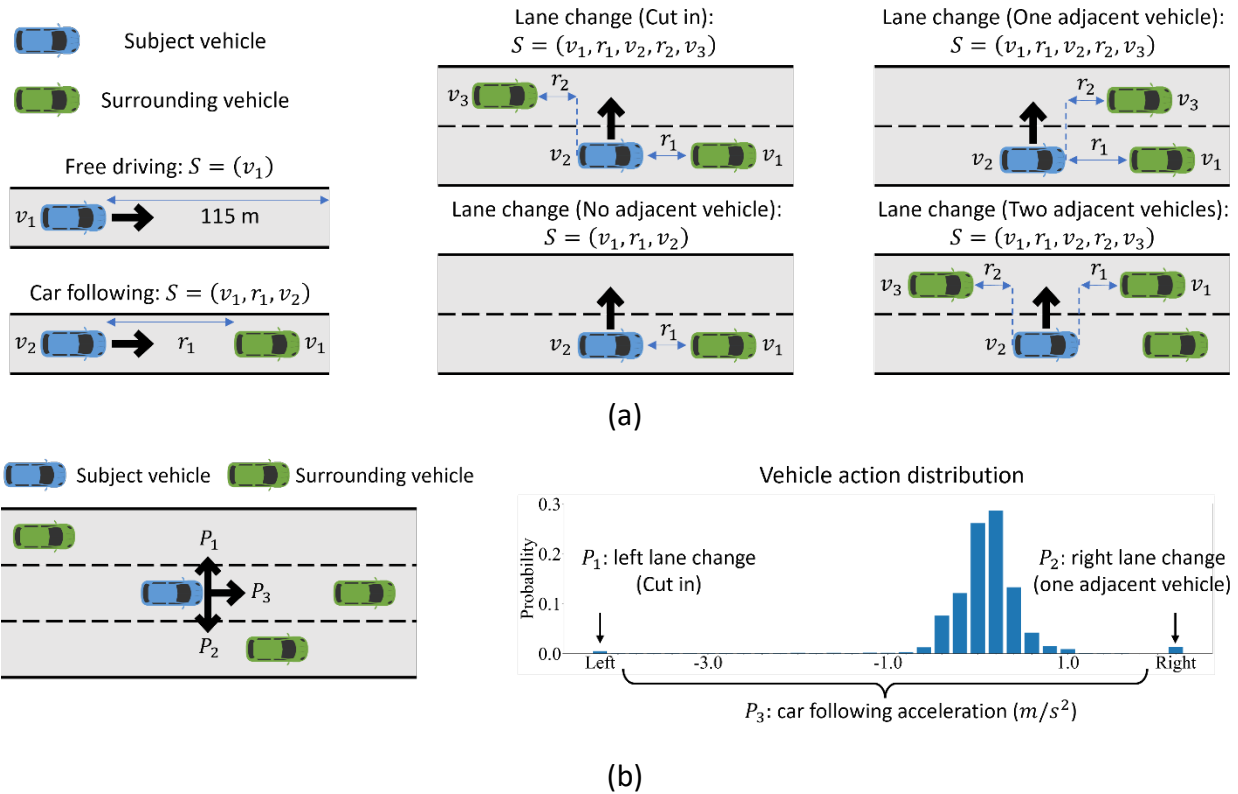 Subject vehicle
Surrounding vehicle
Free driving: S = (v₁)
v₁
115 m
Car following: S = (v₁, r₁, v₂)
v₂
r₁
v₁
Lane change (Cut in):
S = (v₁, r₁, v₂, r₂, v₃)
v₃
r₂
v₂
r₁
v₁
Lane change (No adjacent vehicle):
S = (v₁, r₁, v₂)
v₂
r₁
v₁
Lane change (One adjacent vehicle):
S = (v₁, r₁, v₂, r₂, v₃)
r₂
v₃
v₂
r₁
v₁
Lane change (Two adjacent vehicles):
S = (v₁, r₁, v₂, r₂, v₃)
v₃
r₂
r₁
v₁
v₂
(a)
Subject vehicle
Surrounding vehicle
P₁
P₃
P₂
Vehicle action distribution
Probability
0.3
0.2
0.1
0.0
P₁: left lane change
(Cut in)
P₂: right lane change
(one adjacent vehicle)
Left
-3.0
-1.0
1.0
Right
P₃: car following acceleration (m/s²)
(b)